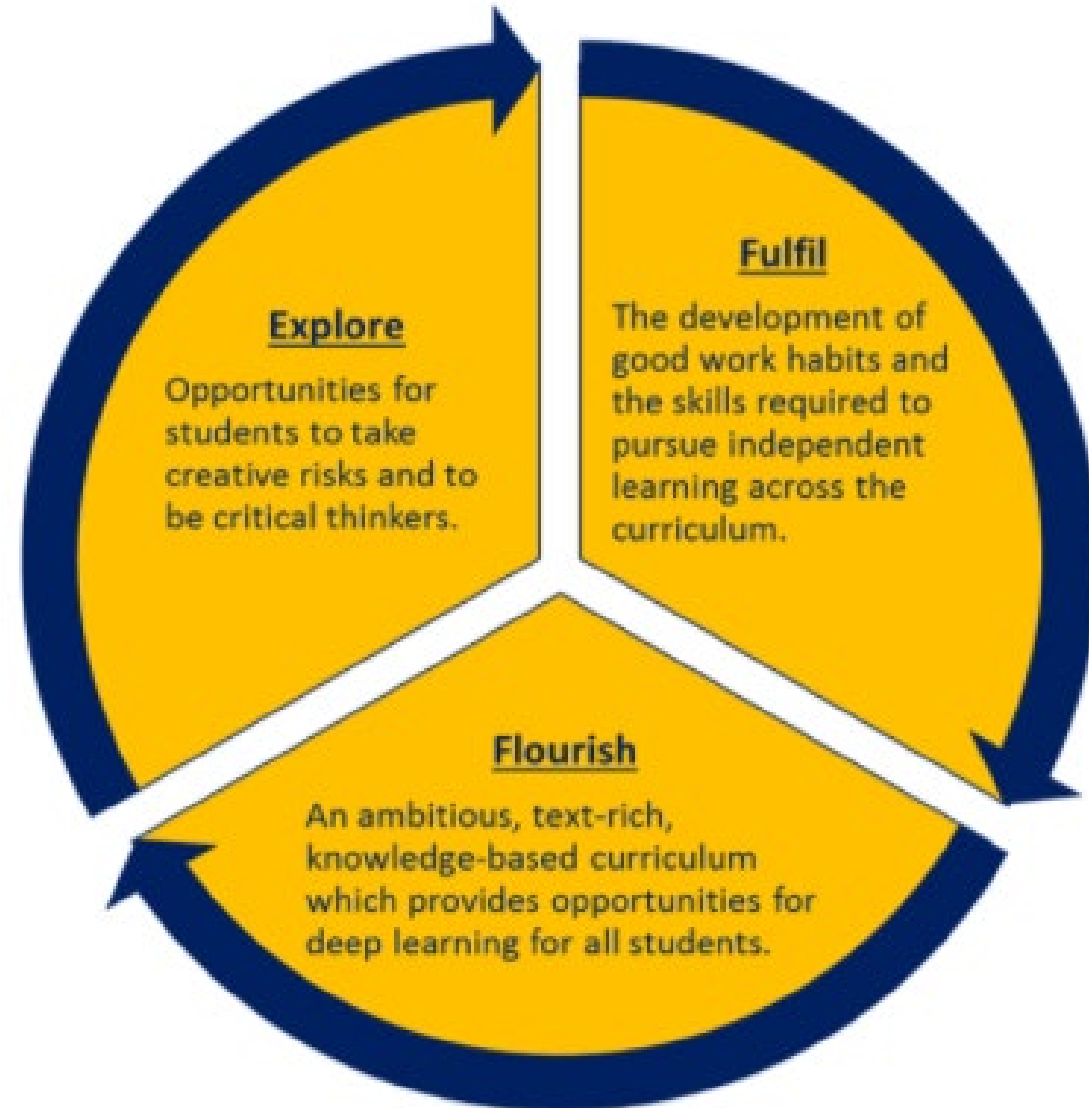 Explore
Opportunities for
students to take
creative risks and to
be critical thinkers.
Fulfil
The development of
good work habits and
the skills required to
pursue independent
learning across the
curriculum.
Flourish
An ambitious, text-rich,
knowledge-based curriculum
which provides opportunities for
deep learning for all students.